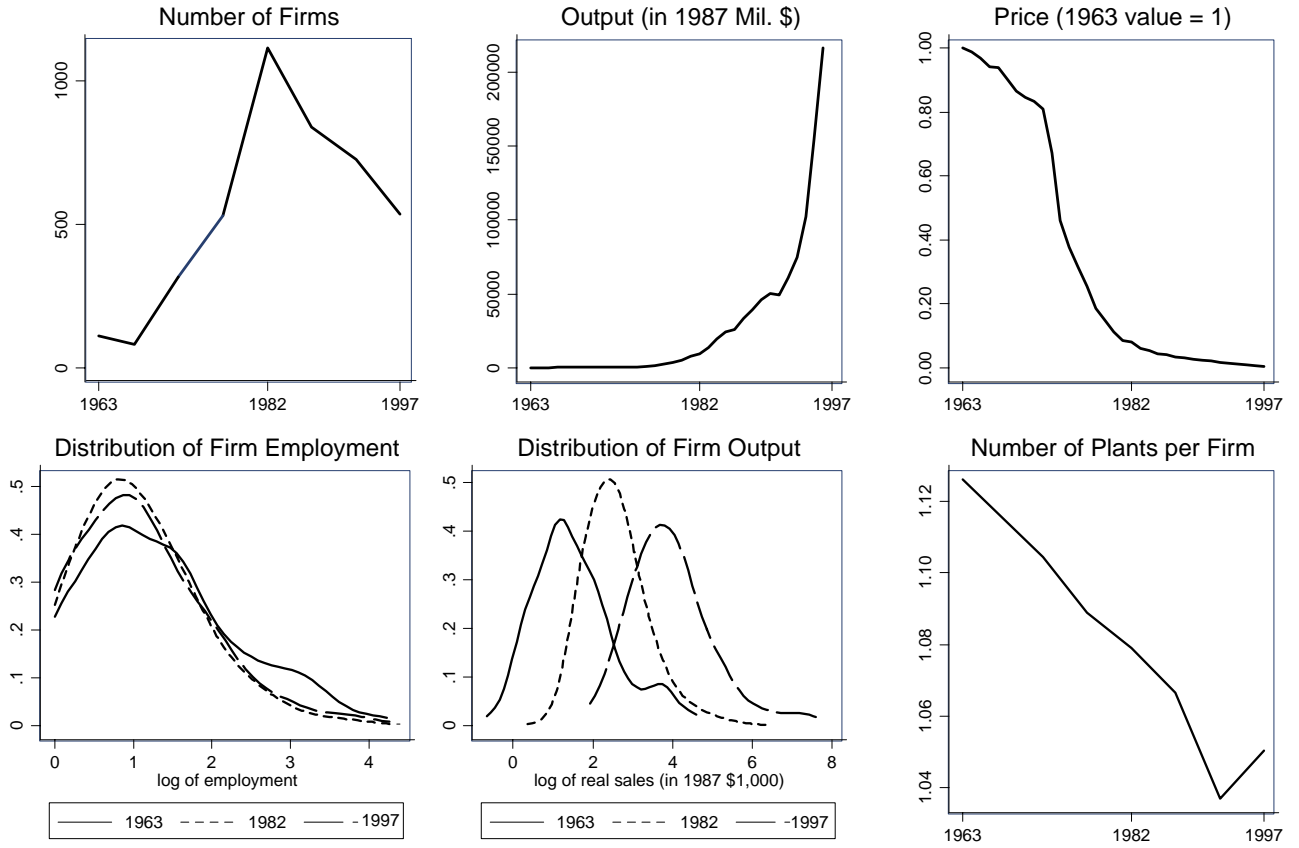 Number of Firms
1000
500
0
1963 1982 1997
Output (in 1987 Mil. $)
200000
150000
100000
50000
0
1963 1982 1997
Price (1963 value = 1)
1.00
0.80
0.60
0.40
0.20
0.00
1963 1982 1997
Distribution of Firm Employment
.5
.4
.3
.2
.1
0
0 1 2 3 4
log of employment
1963 1982 1997
Distribution of Firm Output
.5
.4
.3
.2
.1
0
0 2 4 6 8
log of real sales (in 1987 $1,000)
1963 1982 1997
Number of Plants per Firm
1.12
1.10
1.08
1.06
1.04
1963 1982 1997